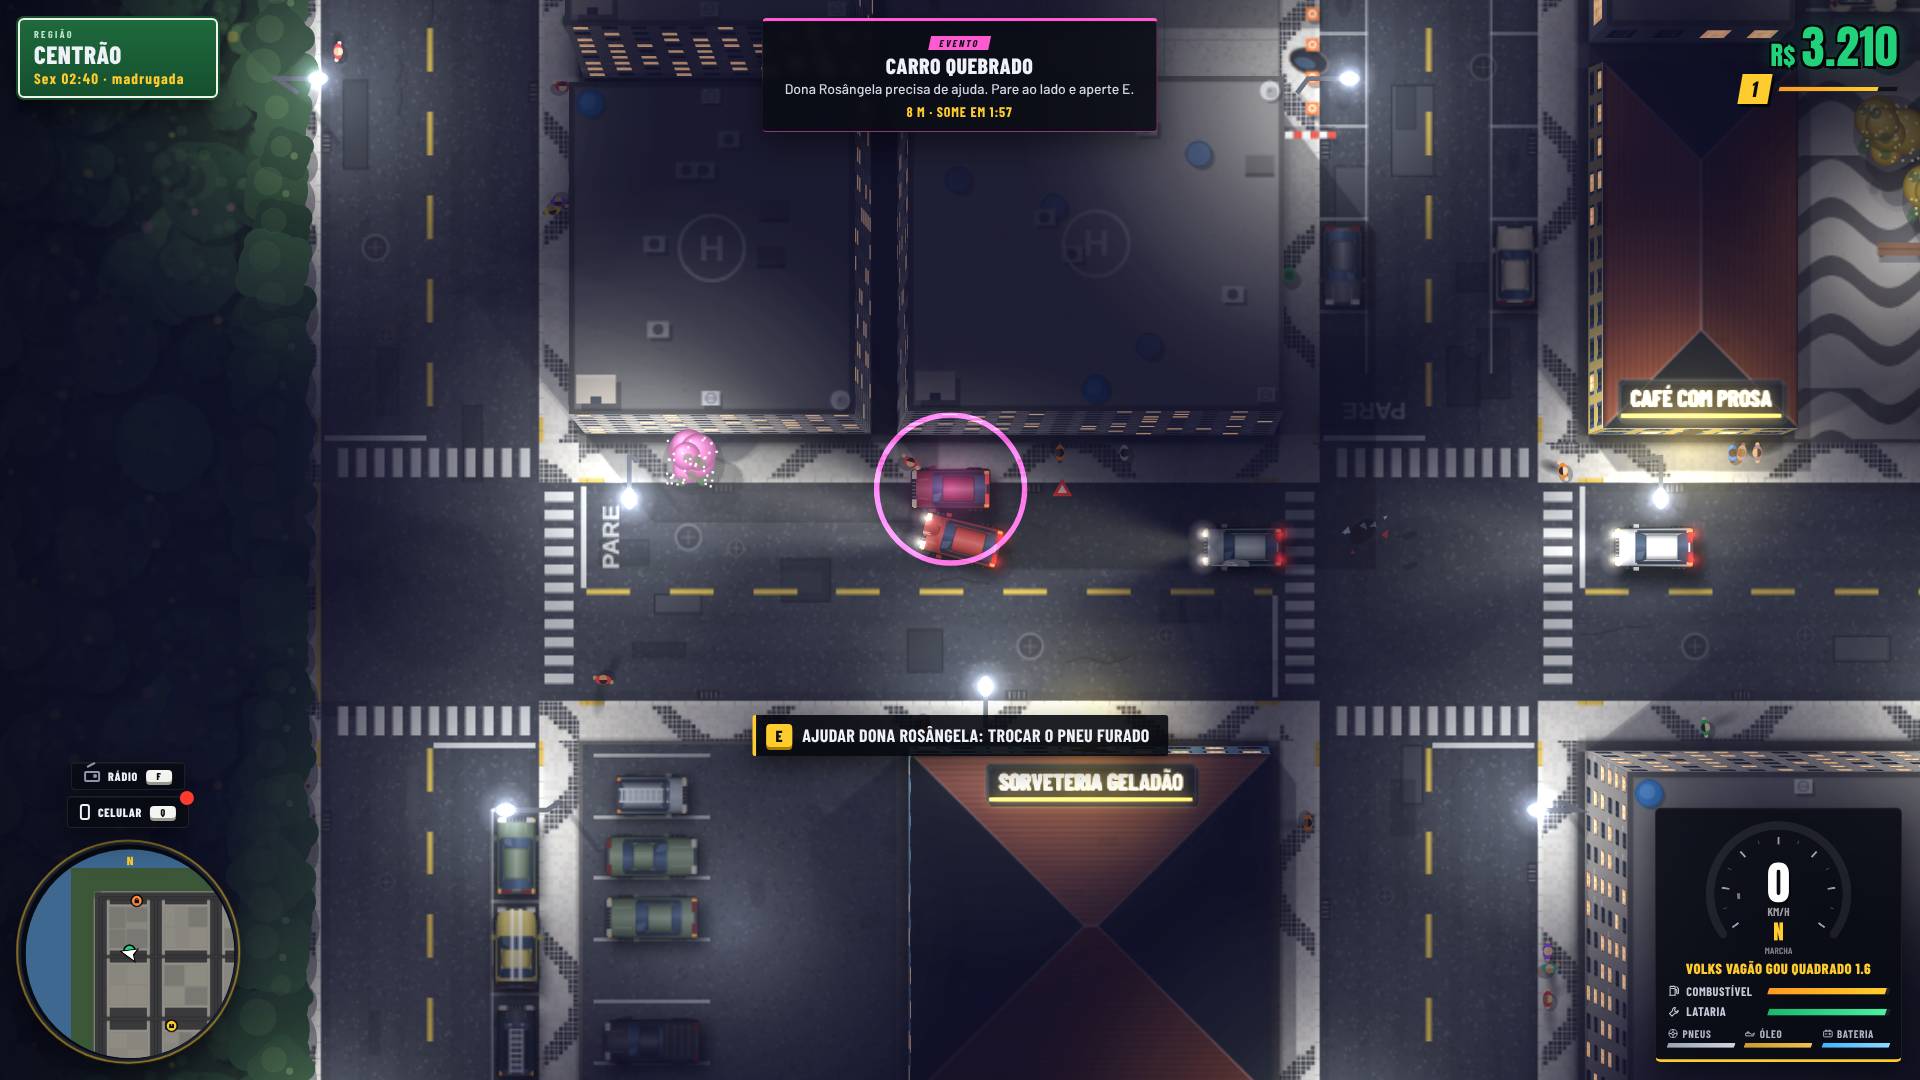 REGIÃO
CENTRÃO
Sex 02:40 · madrugada
EVENTO
CARRO QUEBRADO
Dona Rosângela precisa de ajuda. Pare ao lado e aperte E.
8 M · SOME EM 1:57
R$ 3.210
1
H
H
PARE
CAFÉ COM PROSA
PARE
E AJUDAR DONA ROSÂNGELA: TROCAR O PNEU FURADO
SORVETERIA GELADÃO
RÁDIO F
CELULAR Q
N
0
KM/H
N
MARCHA
VOLKS VAGÃO GOU QUADRADO 1.6
COMBUSTÍVEL
LATARIA
PNEUS ÓLEO BATERIA